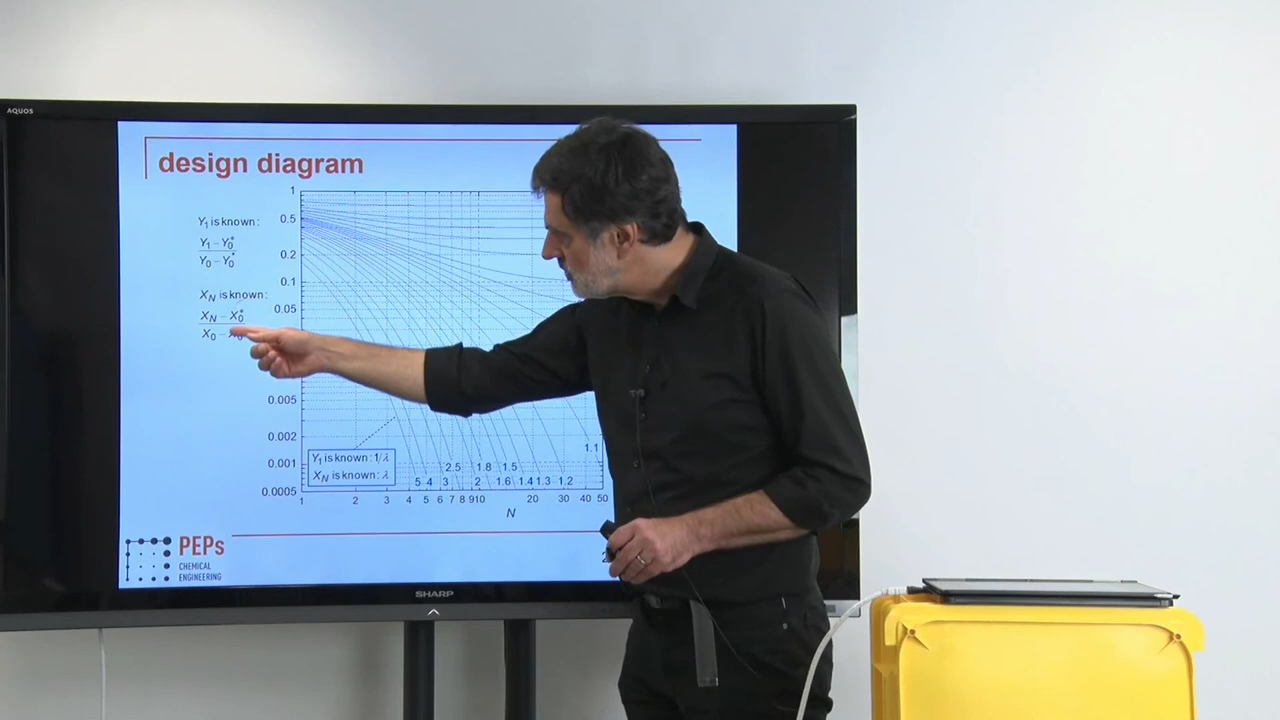 AQUOS
design diagram
Y1 is known:
Y1 – Y0*
Y0 – Y0*
XN is known:
XN – X0*
X0 – X0*
1
0.5
0.2
0.1
0.05
0.005
0.002
0.001
0.0005
1.1
2.5 1.8 1.5
5 4 3 2 1.6 1.4 1.3 1.2
Y1 is known: 1/λ
XN is known: λ
1 2 3 4 5 6 7 8 9 10 20 30 40 50
N
PEPs
CHEMICAL
ENGINEERING
2
SHARP